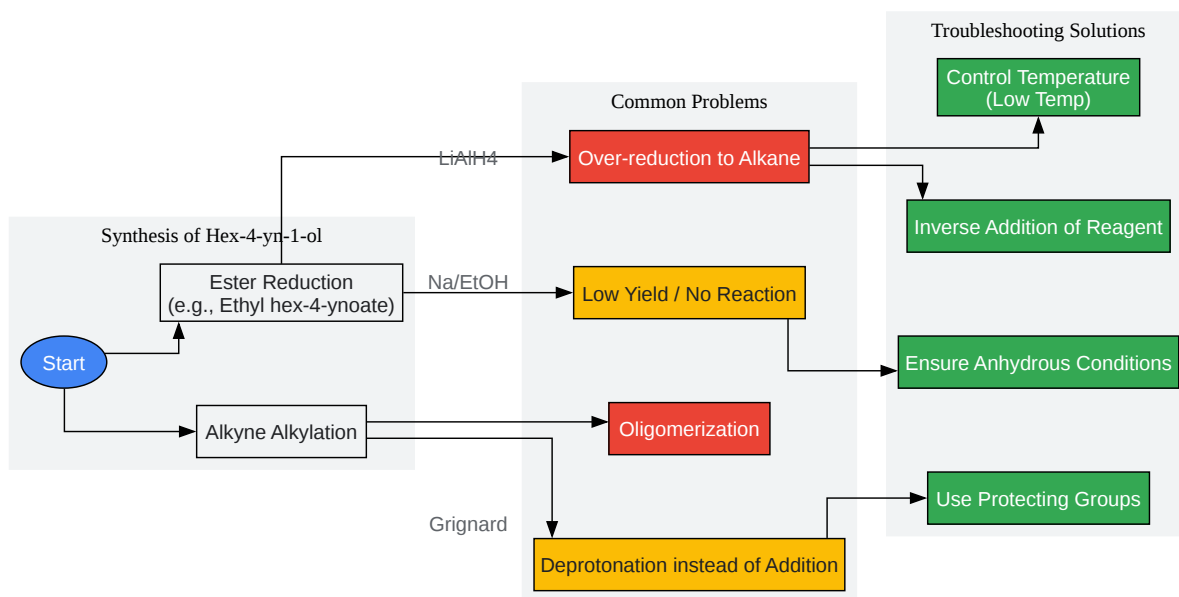 Troubleshooting Solutions
Control Temperature
(Low Temp)
Common Problems
LiAlH4
Over-reduction to Alkane
Inverse Addition of Reagent
Synthesis of Hex-4-yn-1-ol
Ester Reduction
(e.g., Ethyl hex-4-ynoate)
Na/EtOH
Low Yield / No Reaction
Start
Ensure Anhydrous Conditions
Alkyne Alkylation
Oligomerization
Use Protecting Groups
Grignard
Deprotonation instead of Addition